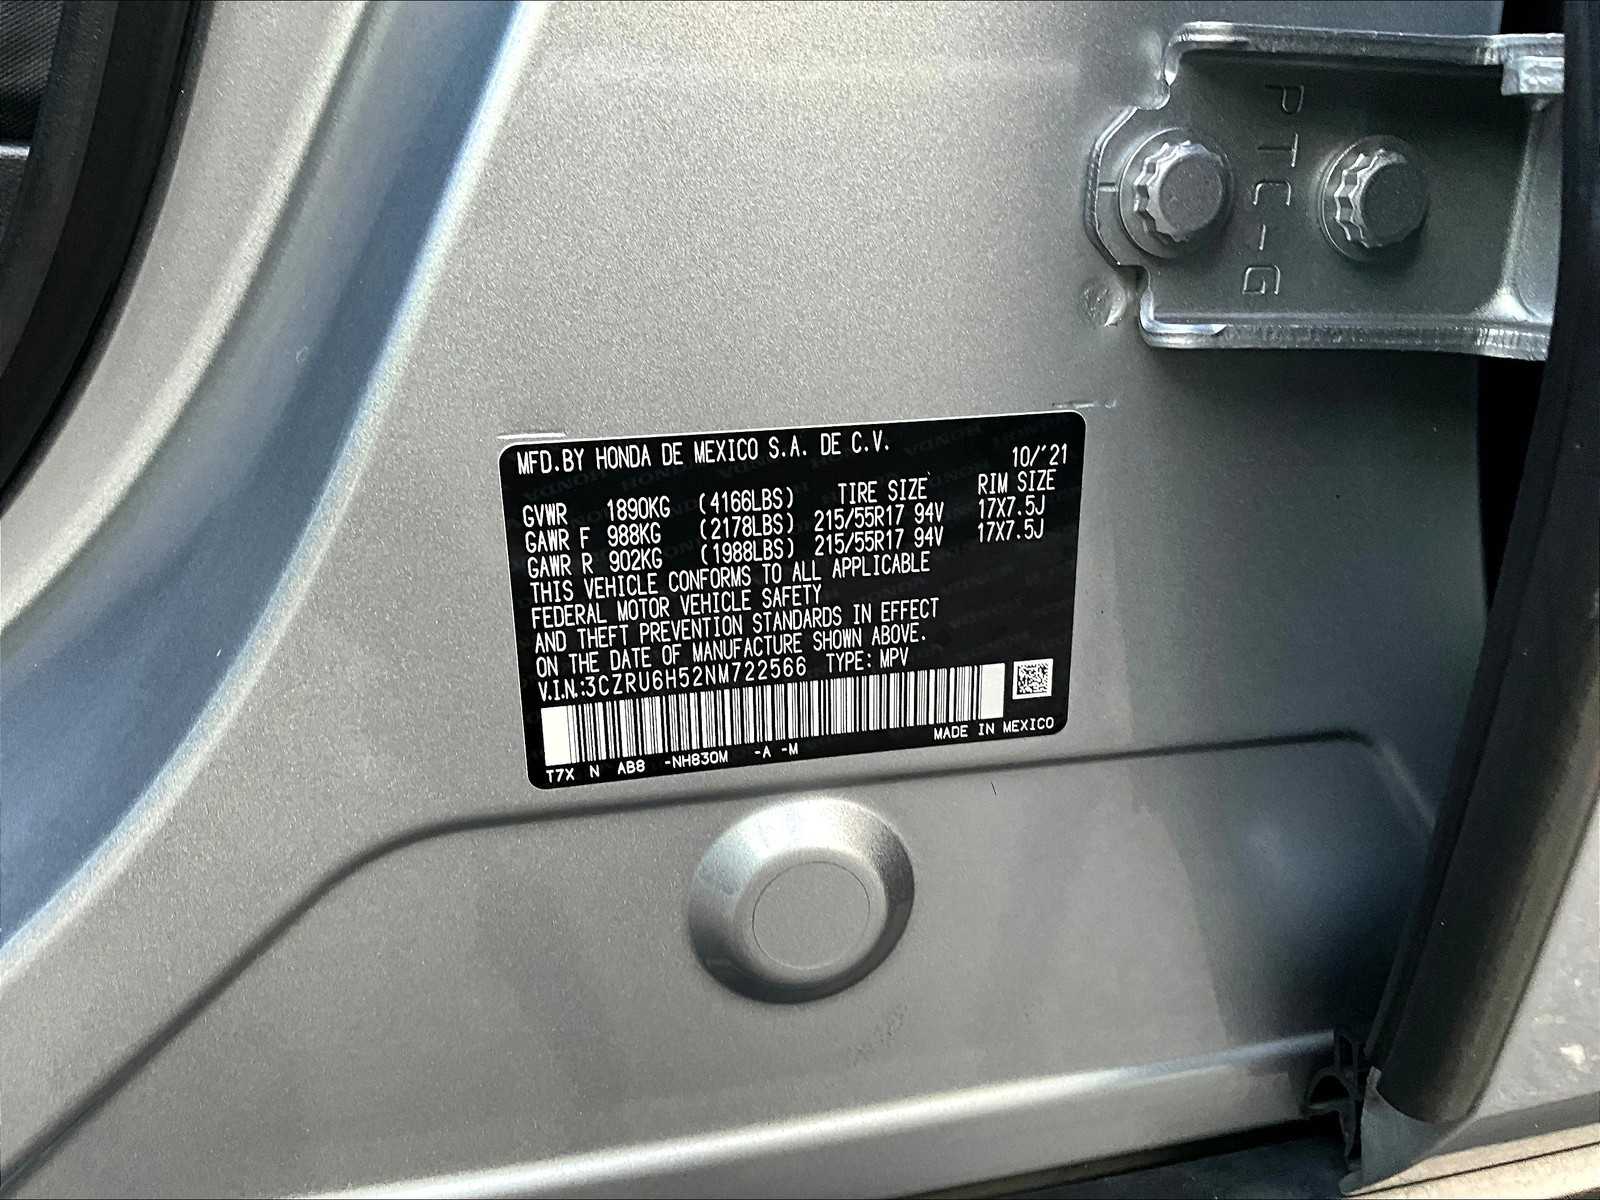 PTC-G
MFD.BY HONDA DE MEXICO S.A. DE C.V.
10/'21
GVWR 1890KG (4166LBS) TIRE SIZE RIM SIZE
GAWR F 988KG (2178LBS) 215/55R17 94V 17X7.5J
GAWR R 902KG (1988LBS) 215/55R17 94V 17X7.5J
THIS VEHICLE CONFORMS TO ALL APPLICABLE
FEDERAL MOTOR VEHICLE SAFETY
AND THEFT PREVENTION STANDARDS IN EFFECT
ON THE DATE OF MANUFACTURE SHOWN ABOVE.
V.I.N.:3CZRU6H52NM722566 TYPE: MPV
MADE IN MEXICO
T7X N AB8 -NH830M -A -M